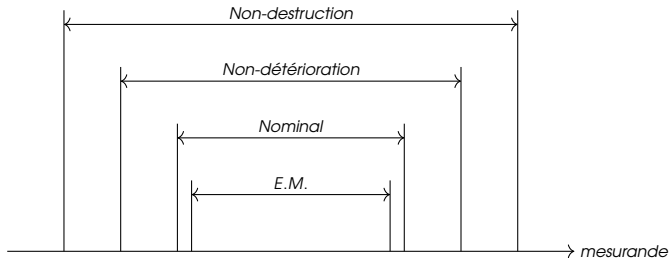 Non-destruction
Non-détérioration
Nominal
E.M.
mesurande